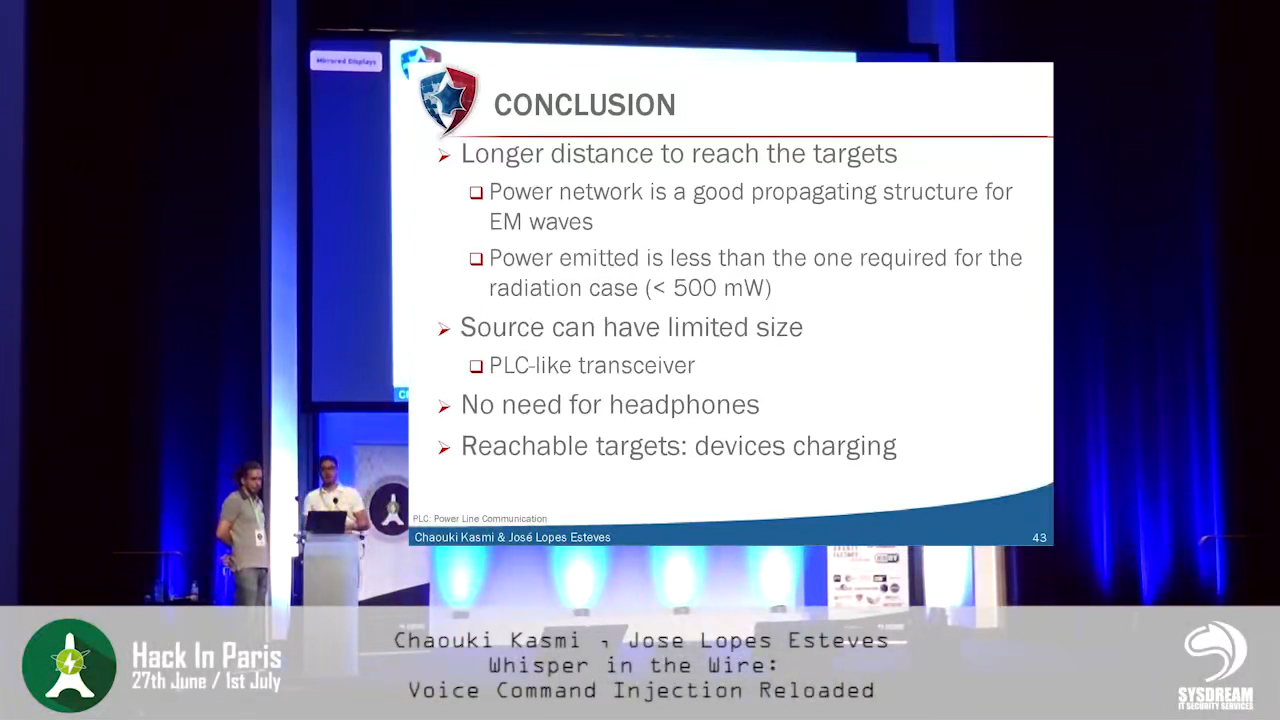 Mirrored Displays
CONCLUSION
Longer distance to reach the targets
Power network is a good propagating structure for
EM waves
Power emitted is less than the one required for the
radiation case (< 500 mW)
Source can have limited size
PLC-like transceiver
No need for headphones
Reachable targets: devices charging
PLC: Power Line Communication
Chaouki Kasmi & José Lopes Esteves
43
Hack In Paris
27th June / 1st July
Chaouki Kasmi , Jose Lopes Esteves
Whisper in the Wire:
Voice Command Injection Reloaded
SYSDREAM
IT SECURITY SERVICES